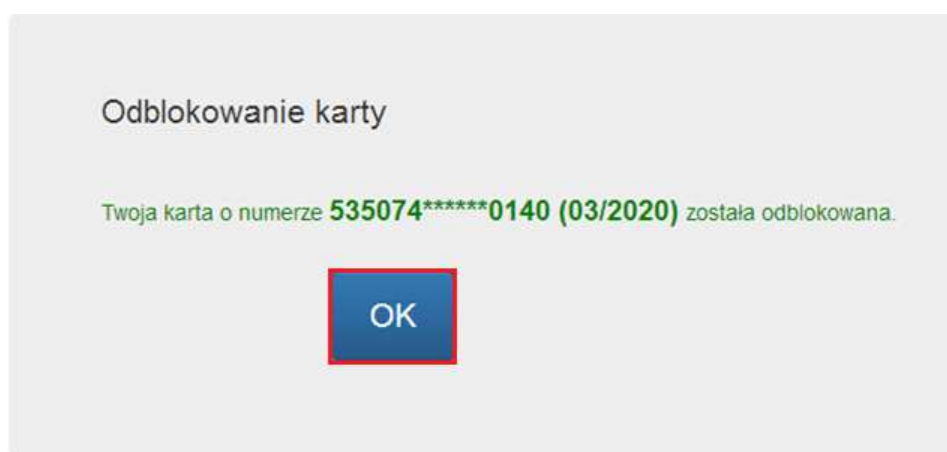 Odblokowanie karty
Twoja karta o numerze 535074******0140 (03/2020) została odblokowana.
OK